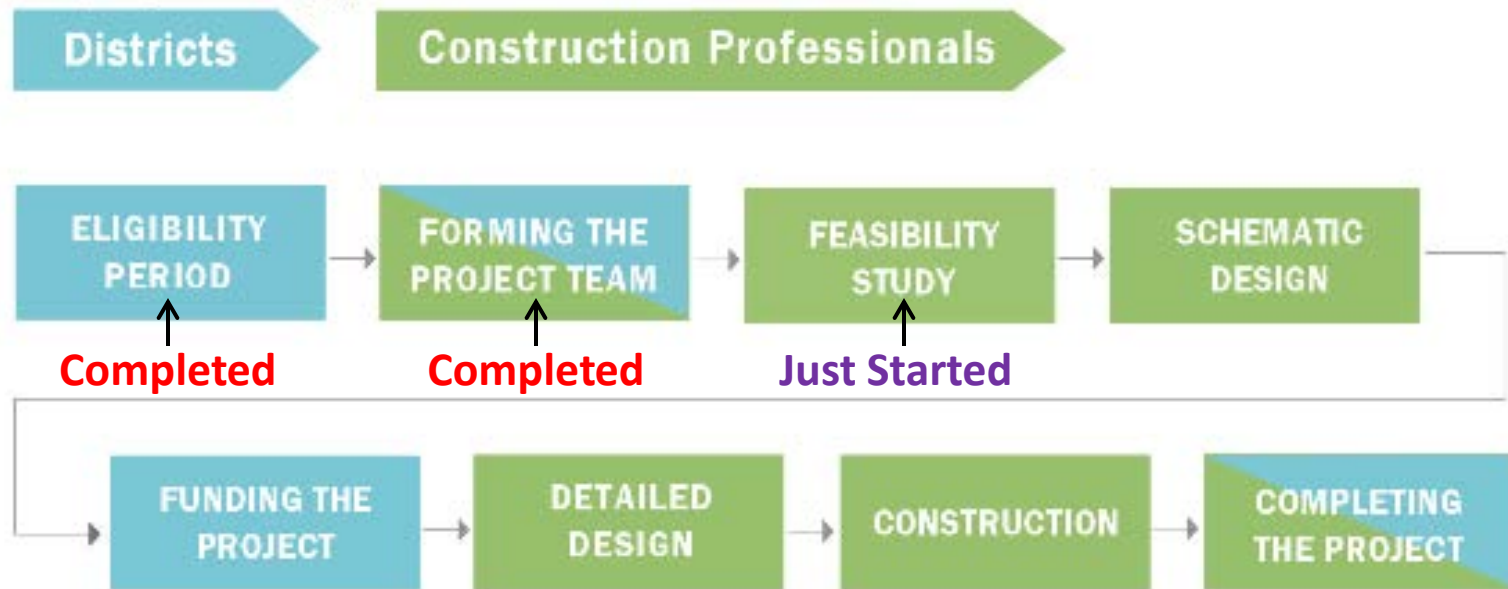 Districts
Construction Professionals
ELIGIBILITY
PERIOD
FORMING THE
PROJECT TEAM
FEASIBILITY
STUDY
SCHEMATIC
DESIGN
Completed
Completed
Just Started
FUNDING THE
PROJECT
DETAILED
DESIGN
CONSTRUCTION
COMPLETING
THE PROJECT